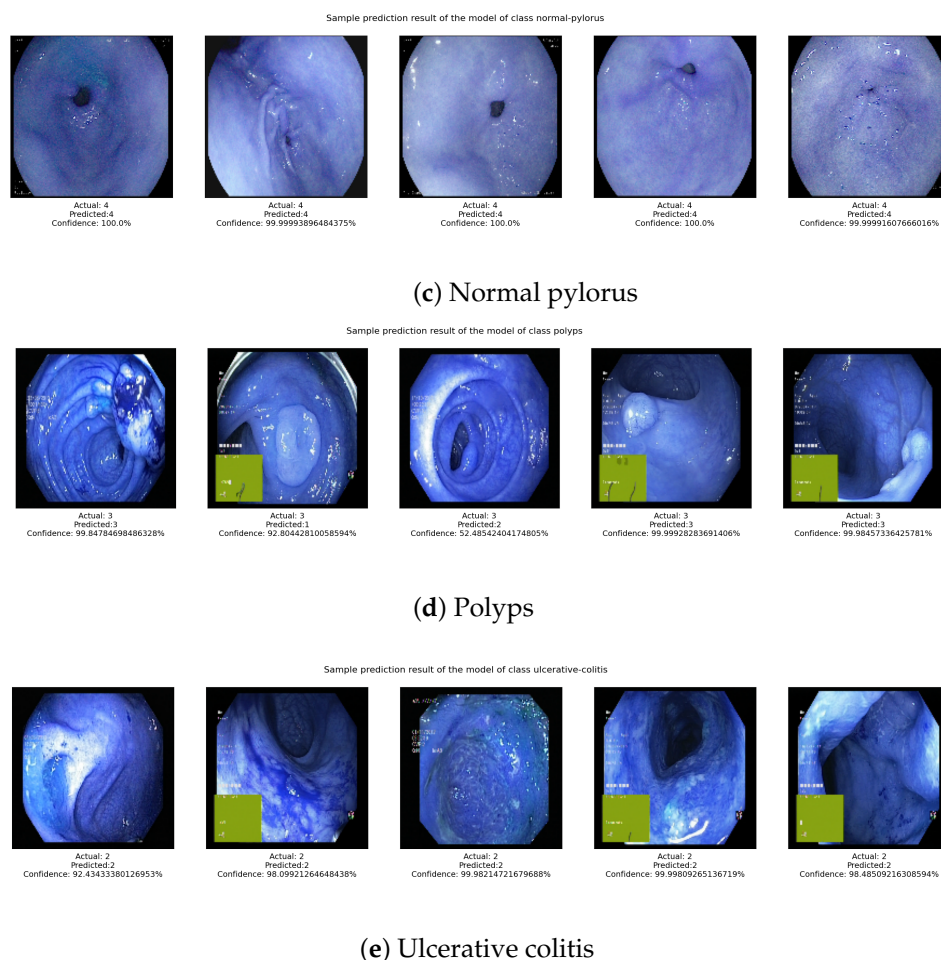 Sample prediction result of the model of class normal-pylorus
Actual: 4
Predicted:4
Confidence: 100.0%
Actual: 4
Predicted:4
Confidence: 99.99993896484375%
Actual: 4
Predicted:4
Confidence: 100.0%
Actual: 4
Predicted:4
Confidence: 100.0%
Actual: 4
Predicted:4
Confidence: 99.99991607666016%
(c) Normal pylorus
Sample prediction result of the model of class polyps
Actual: 3
Predicted:3
Confidence: 99.84784698486328%
Actual: 3
Predicted:1
Confidence: 92.80442810058594%
Actual: 3
Predicted:2
Confidence: 52.48542404174805%
Actual: 3
Predicted:3
Confidence: 99.99928283691406%
Actual: 3
Predicted:3
Confidence: 99.98457336425781%
(d) Polyps
Sample prediction result of the model of class ulcerative-colitis
Actual: 2
Predicted:2
Confidence: 92.43433380126953%
Actual: 2
Predicted:2
Confidence: 98.09921264648438%
Actual: 2
Predicted:2
Confidence: 99.98214721679688%
Actual: 2
Predicted:2
Confidence: 99.99809265136719%
Actual: 2
Predicted:2
Confidence: 98.48509216308594%
(e) Ulcerative colitis